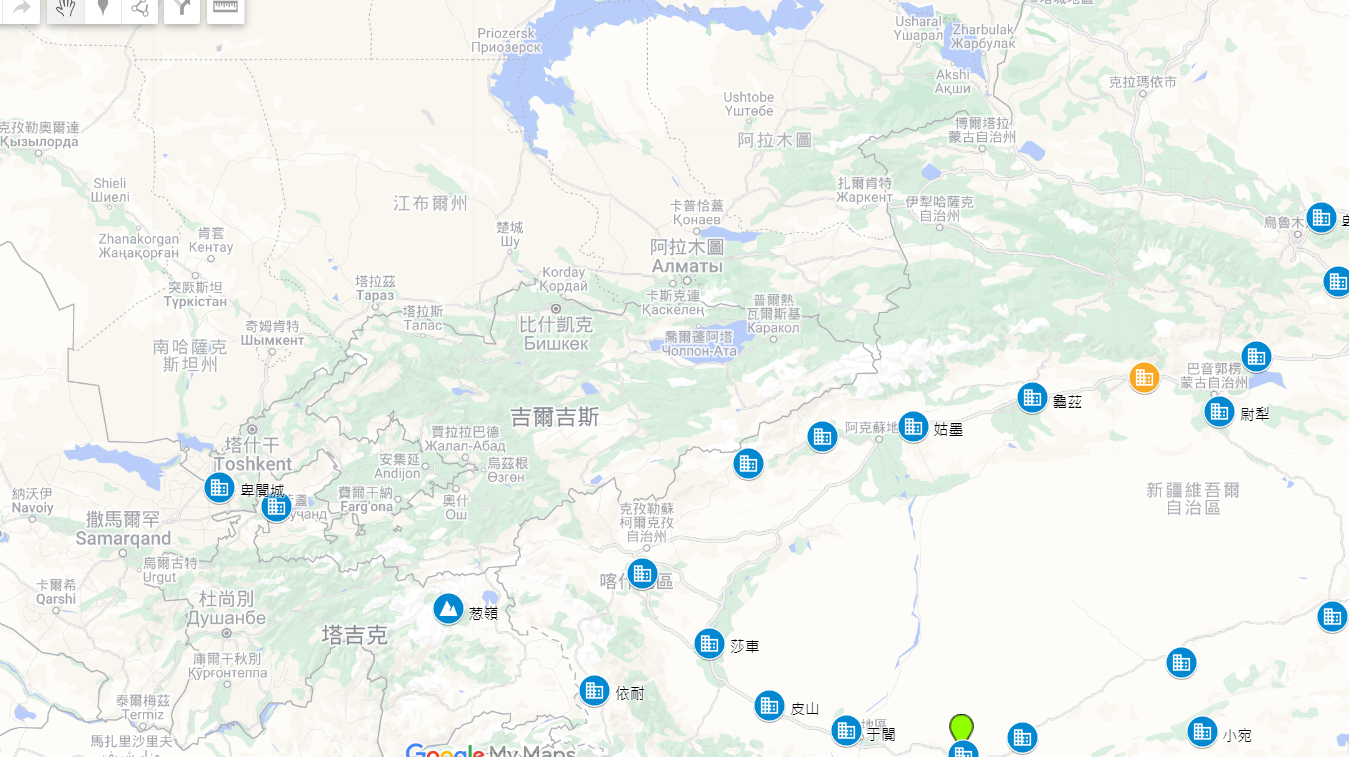 Priozersk
Приозерск
Usharal
Ушарал
Zharbulak
Жарбулак
Akshi
Ақши
克拉瑪依市
Ushtobe
Үштөбе
阿拉木圖
博爾塔拉
蒙古自治州
克孜勒奧爾達
Қызылорда
Shieli
Шиелі
江布爾州
扎爾肯特
Жаркент
伊犁哈薩克
自治州
卡普恰蓋
Қонаев
楚城
Шу
肯套
Кентау
Zhanakorgan
Жаңақорған
阿拉木圖
Алматы
烏魯木
突厥斯坦
Түркістан
塔拉茲
Тараз
Korday
Қордай
卡斯克連
Қаскелең
普爾熱
瓦爾斯基
Каракол
塔拉斯
Талас
奇姆肯特
Шымкент
比什凱克
Бишкек
喬爾蓬阿塔
Чолпон-Ата
南哈薩克
斯坦州
巴音郭楞
蒙古自治州
龜茲
尉犁
吉爾吉斯
阿克蘇地
姑墨
塔什干
Toshkent
賈拉拉巴德
Жалал-Абад
安集延
Andijon
烏茲根
Өзгөн
卑闐城
費爾干納
Farg'ona
奧什
Ош
納沃伊
Navoiy
撒馬爾罕
Samarqand
新疆維吾爾
自治區
克孜勒蘇
柯爾克孜
自治州
烏爾古特
Urgut
卡爾希
Qarshi
杜尚別
Душанбе
葱嶺
塔吉克
莎車
庫爾干秋別
Қӯрғонтеппа
依耐
泰爾梅茲
Termiz
皮山
地區
于闐
小宛
馬扎里沙里夫
Google My Maps